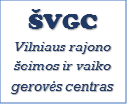 ŠVGC
Vilniaus rajono
šeimos ir vaiko
gerovės centras